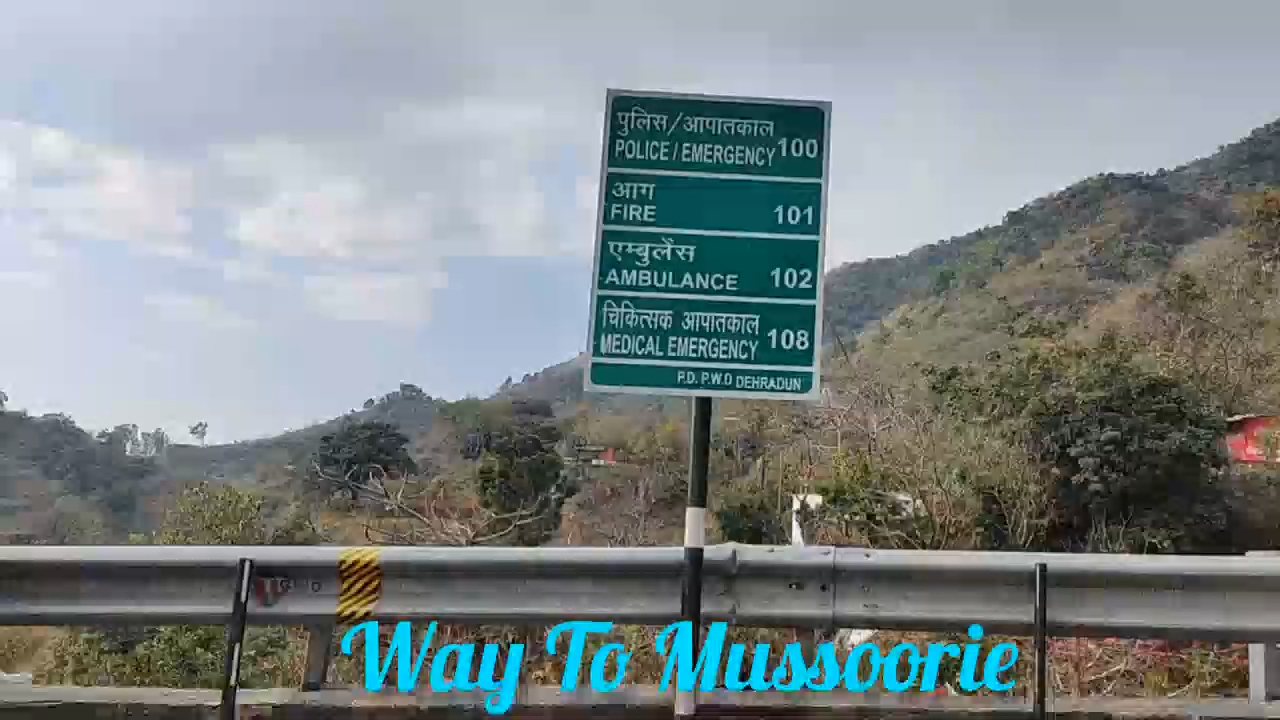 पुलिस/आपातकाल
POLICE / EMERGENCY 100
आग
FIRE 101
एम्बुलेंस
AMBULANCE 102
चिकित्सक आपातकाल
MEDICAL EMERGENCY 108
P.D. P.W.D DEHRADUN
Way To Mussoorie